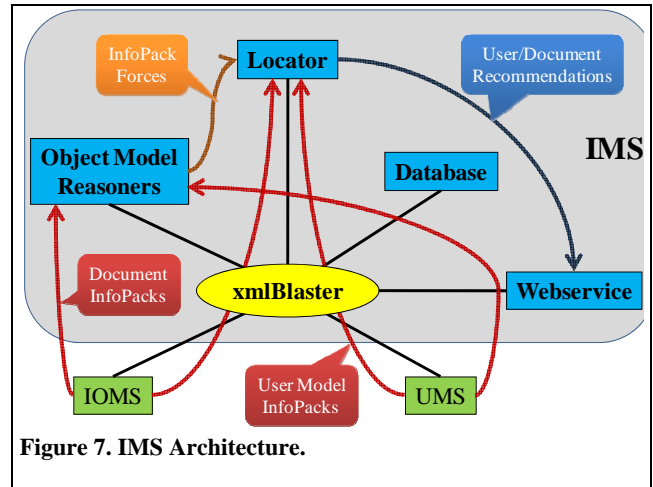 InfoPack
Forces
Locator
User/Document
Recommendations
IMS
Object Model
Reasoners
Database
Document
InfoPacks
xmlBlaster
Webservice
IOMS
User Model
InfoPacks
UMS
Figure 7. IMS Architecture.